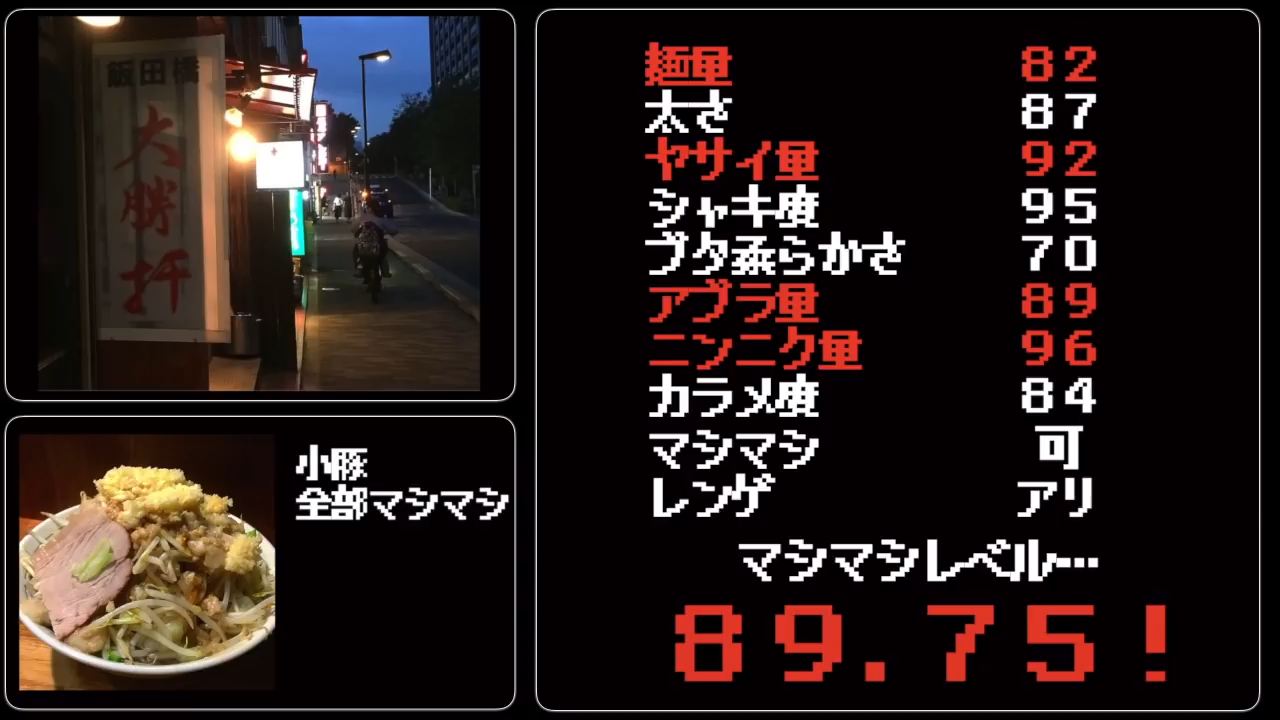 飯田橋
大勝軒
小豚
全部マシマシ
麺量 82
太さ 87
ヤサイ量 92
シャキ度 95
ブタ柔らかさ 70
アブラ量 89
ニンニク量 96
カラメ度 84
マシマシ 可
レンゲ アリ
マシマシレベル…
89.75!